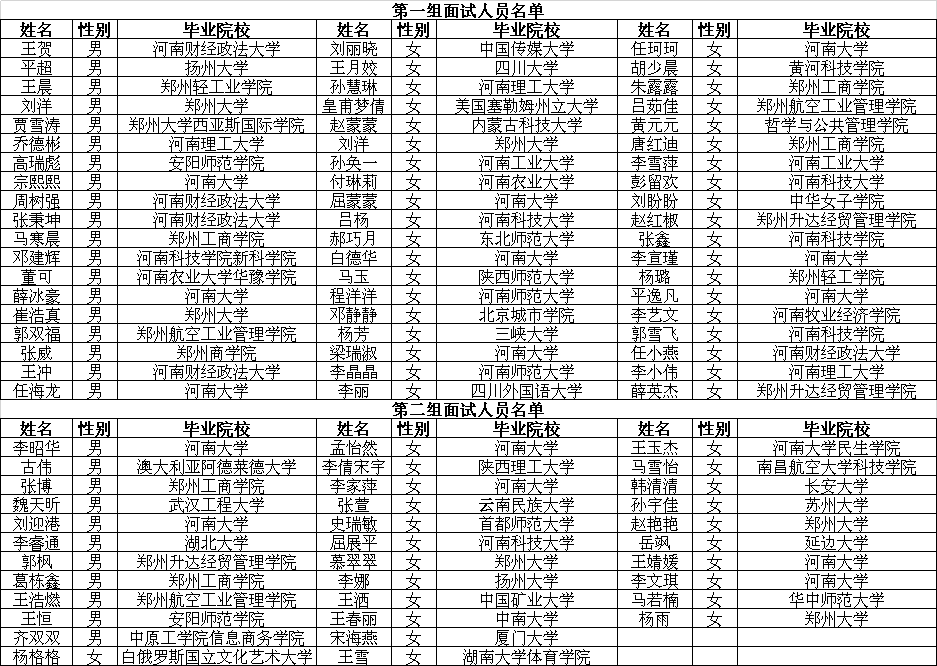 第一组面试人员名单
姓名 性别 毕业院校 姓名 性别 毕业院校 姓名 性别 毕业院校
王贺 男 河南财经政法大学 刘丽晓 女 中国传媒大学 任珂珂 女 河南大学
平超 男 扬州大学 王月姣 女 四川大学 胡少晨 女 黄河科技学院
王晨 男 郑州轻工业学院 孙慧琳 女 河南理工大学 朱露露 女 郑州工商学院
刘洋 男 郑州大学 皇甫梦倩 女 美国塞勒姆州立大学 吕茹佳 女 郑州航空工业管理学院
贾雪涛 男 郑州大学西亚斯国际学院 赵蒙蒙 女 内蒙古科技大学 黄元元 女 哲学与公共管理学院
乔德彬 男 河南理工大学 刘洋 女 郑州大学 唐红迪 女 郑州工商学院
高瑞彪 男 安阳师范学院 孙奂一 女 河南工业大学 李雪萍 女 河南工业大学
宗熙熙 男 河南大学 付琳莉 女 河南农业大学 彭留欢 女 河南科技大学
周树强 男 河南财经政法大学 屈蒙蒙 女 河南大学 刘盼盼 女 中华女子学院
张秉坤 男 河南财经政法大学 吕杨 女 河南科技大学 赵红椒 女 郑州升达经贸管理学院
马寒晨 男 郑州工商学院 郝巧月 女 东北师范大学 张鑫 女 河南科技学院
邓建辉 男 河南科技学院新科学院 白德华 女 河南大学 李宣瑾 女 河南大学
董可 男 河南农业大学华豫学院 马玉 女 陕西师范大学 杨璐 女 郑州轻工学院
薛冰豪 男 河南大学 程洋洋 女 河南师范大学 平逸凡 女 河南大学
崔浩真 男 郑州大学 邓静静 女 北京城市学院 李艺文 女 河南牧业经济学院
郭双福 男 郑州航空工业管理学院 杨芳 女 三峡大学 郭雪飞 女 河南科技学院
张威 男 郑州商学院 梁瑞淑 女 河南大学 任小燕 女 河南财经政法大学
王冲 男 河南财经政法大学 李晶晶 女 河南师范大学 李小伟 女 河南理工大学
任海龙 男 河南大学 李丽 女 四川外国语大学 薛英杰 女 郑州升达经贸管理学院
第二组面试人员名单
姓名 性别 毕业院校 姓名 性别 毕业院校 姓名 性别 毕业院校
李昭华 男 河南大学 孟怡然 女 河南大学 王玉杰 女 河南大学民生学院
古伟 男 澳大利亚阿德莱德大学 李倩宋宇 女 陕西理工大学 马雪怡 女 南昌航空大学科技学院
张博 男 郑州工商学院 李家萍 女 河南大学 韩清清 女 长安大学
魏天昕 男 武汉工程大学 张萱 女 云南民族大学 孙宇佳 女 苏州大学
刘迎港 男 河南大学 史瑞敏 女 首都师范大学 赵艳艳 女 郑州大学
李睿通 男 湖北大学 屈展平 女 河南科技大学 岳飒 女 延边大学
郭枫 男 郑州升达经贸管理学院 慕翠翠 女 郑州大学 王婧媛 女 河南大学
葛栋鑫 男 郑州工商学院 李娜 女 扬州大学 李文琪 女 河南大学
王浩燃 男 郑州航空工业管理学院 王洒 女 中国矿业大学 马若楠 女 华中师范大学
王恒 男 安阳师范学院 王春丽 女 中南大学 杨雨 女 郑州大学
齐双双 男 中原工学院信息商务学院 宋海燕 女 厦门大学
杨格格 女 白俄罗斯国立文化艺术大学 王雪 女 湖南大学体育学院